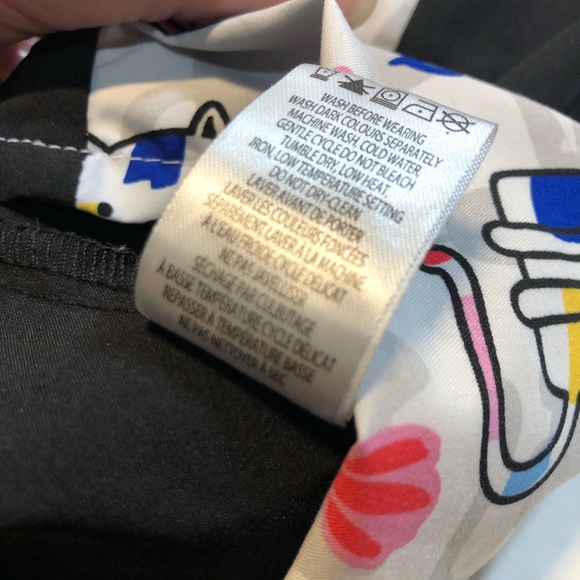 WASH BEFORE WEARING
WASH DARK COLOURS SEPARATELY
MACHINE WASH, COLD WATER
GENTLE CYCLE DO NOT BLEACH
TUMBLE DRY, LOW HEAT
IRON, LOW TEMPERATURE SETTING
DO NOT DRY-CLEAN
LAVER AVANT DE PORTER
LAVER LES COULEURS FONCÉES
SÉPAREMENT. LAVER À LA MACHINE
À L'EAU FROIDE CYCLE DÉLICAT
NE PAS JAVELLISER
SÉCHAGE PAR CULBUTAGE
À BASSE TEMPÉRATURE CYCLE DÉLICAT
REPASSER À TEMPÉRATURE BASSE
NE PAS NETTOYER À SEC